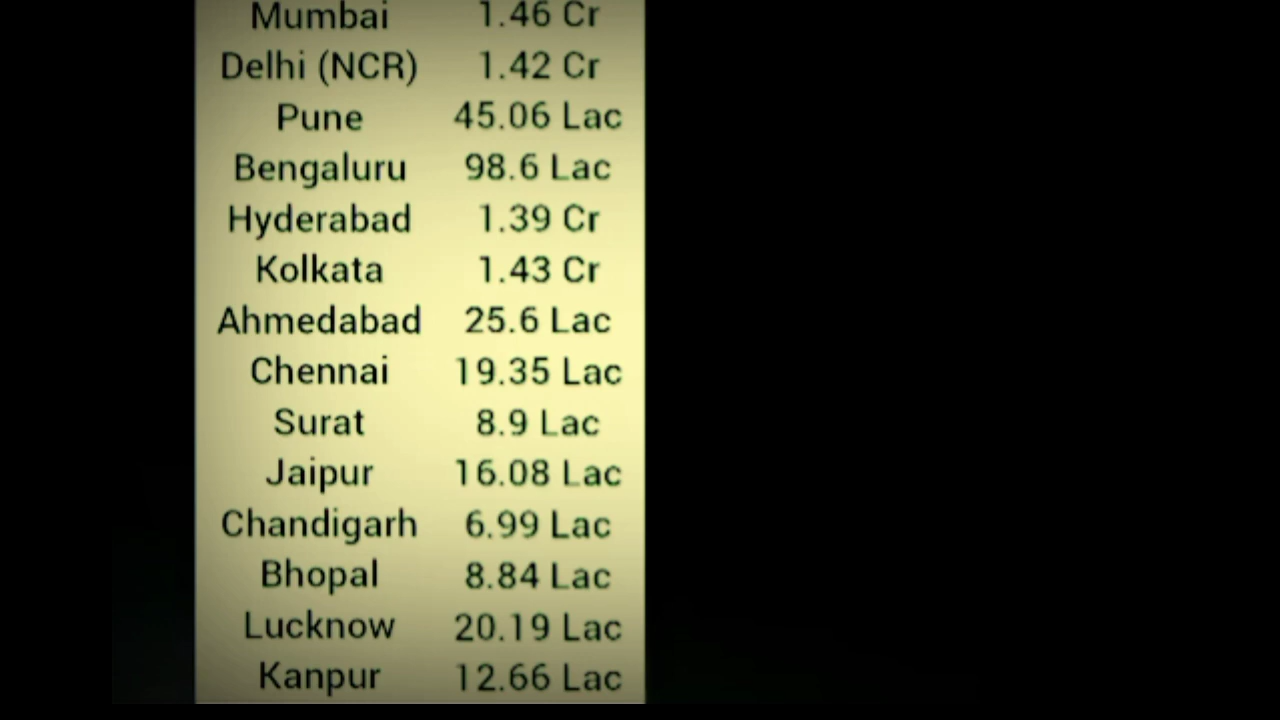 Mumbai 1.46 Cr
Delhi (NCR) 1.42 Cr
Pune 45.06 Lac
Bengaluru 98.6 Lac
Hyderabad 1.39 Cr
Kolkata 1.43 Cr
Ahmedabad 25.6 Lac
Chennai 19.35 Lac
Surat 8.9 Lac
Jaipur 16.08 Lac
Chandigarh 6.99 Lac
Bhopal 8.84 Lac
Lucknow 20.19 Lac
Kanpur 12.66 Lac